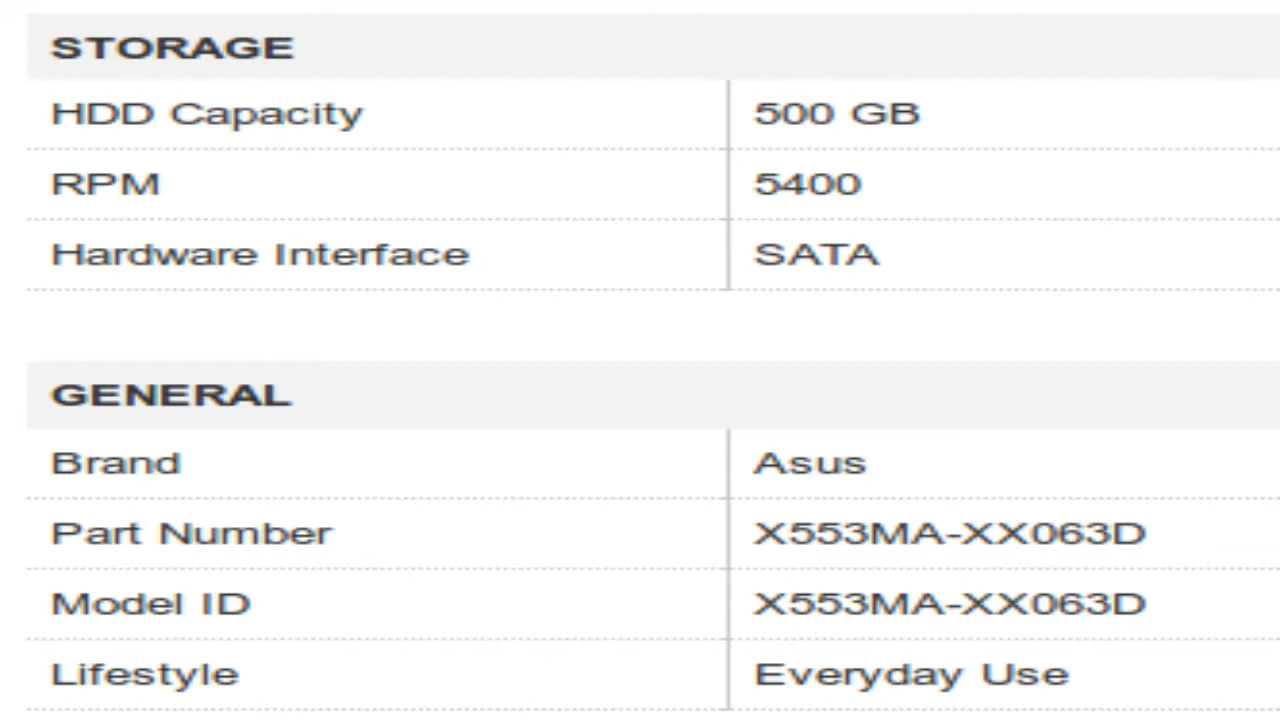 STORAGE
HDD Capacity 500 GB
RPM 5400
Hardware Interface SATA
GENERAL
Brand Asus
Part Number X553MA-XX063D
Model ID X553MA-XX063D
Lifestyle Everyday Use